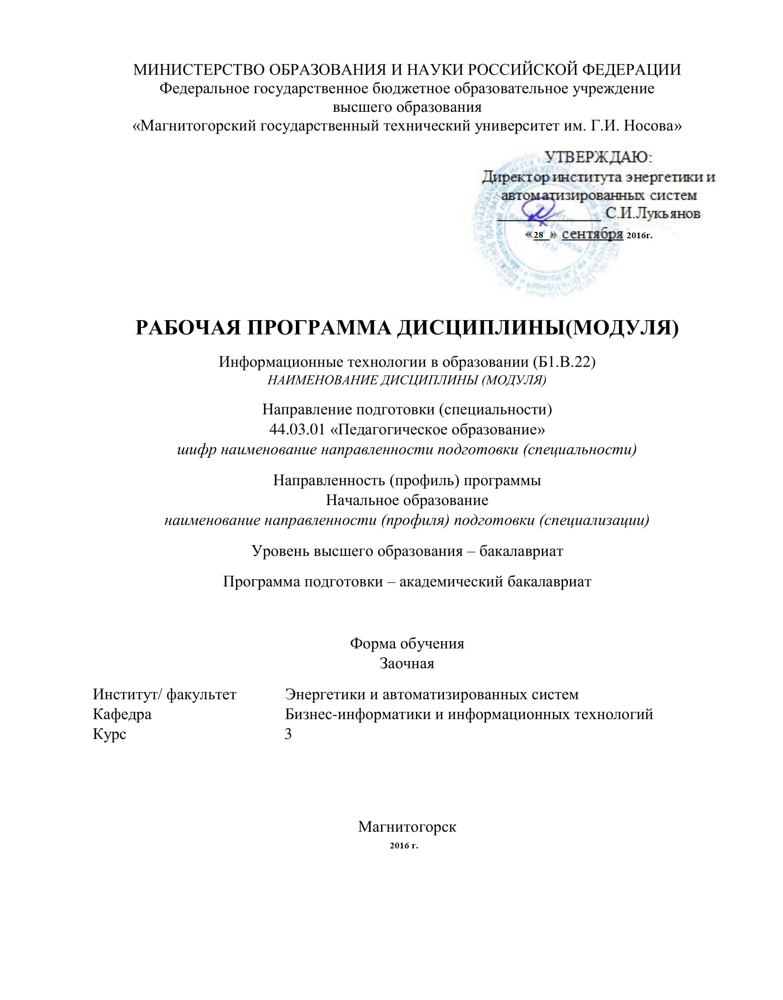 МИНИСТЕРСТВО ОБРАЗОВАНИЯ И НАУКИ РОССИЙСКОЙ ФЕДЕРАЦИИ
Федеральное государственное бюджетное образовательное учреждение
высшего образования
«Магнитогорский государственный технический университет им. Г.И. Носова»
УТВЕРЖДАЮ:
Директор института энергетики и
автоматизированных систем
С.И.Лукьянов
«28» сентября 2016г.
РАБОЧАЯ ПРОГРАММА ДИСЦИПЛИНЫ(МОДУЛЯ)
Информационные технологии в образовании (Б1.В.22)
НАИМЕНОВАНИЕ ДИСЦИПЛИНЫ (МОДУЛЯ)
Направление подготовки (специальности)
44.03.01 «Педагогическое образование»
шифр наименование направленности подготовки (специальности)
Направленность (профиль) программы
Начальное образование
наименование направленности (профиля) подготовки (специализации)
Уровень высшего образования – бакалавриат
Программа подготовки – академический бакалавриат
Форма обучения
Заочная
Институт/ факультет Энергетики и автоматизированных систем
Кафедра Бизнес-информатики и информационных технологий
Курс 3
Магнитогорск
2016 г.